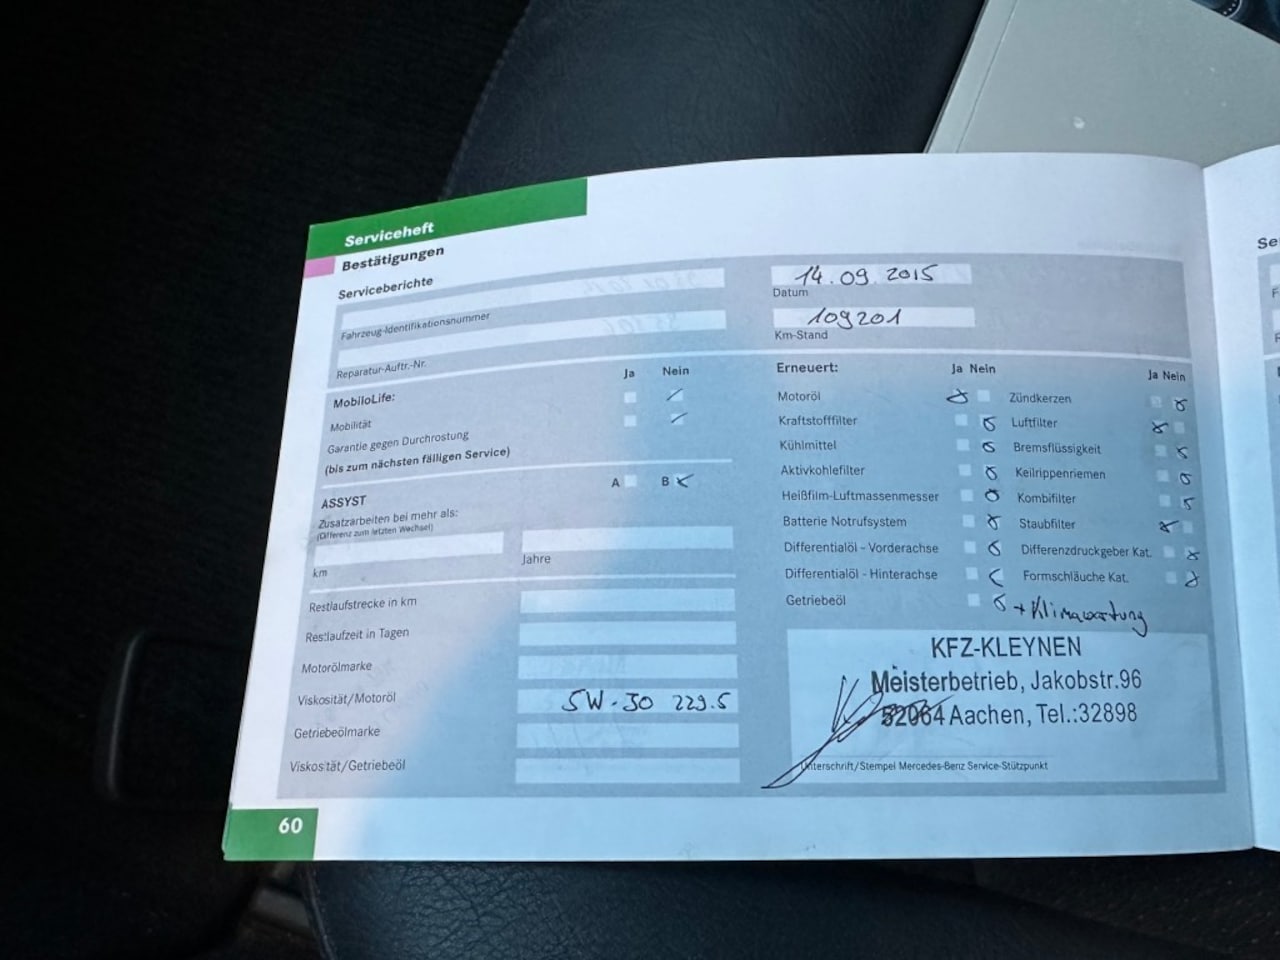 Serviceheft
Bestätigungen
Serviceberichte
Fahrzeug-Identifikationsnummer
Reparatur-Auftr.-Nr.
14.09.2015
Datum
109201
Km-Stand
Ja Nein
MobiloLife:
Mobilität
Garantie gegen Durchrostung
(bis zum nächsten fälligen Service)
ASSYST
A B
Zusatzarbeiten bei mehr als:
(Differenz zum letzten Wechsel)
km
Jahre
Restlaufstrecke in km
Restlaufzeit in Tagen
Motorölmarke
Viskosität/Motoröl
5W-30 229.5
Getriebeölmarke
Viskosität/Getriebeöl
Erneuert:
Ja Nein
Motoröl
Kraftstofffilter
Kühlmittel
Aktivkohlefilter
Heißfilm-Luftmassenmesser
Batterie Notrufsystem
Differentialöl - Vorderachse
Differentialöl - Hinterachse
Getriebeöl
Ja Nein
Zündkerzen
Luftfilter
Bremsflüssigkeit
Keilrippenriemen
Kombifilter
Staubfilter
Differenzdruckgeber Kat.
Formschläuche Kat.
+ Klimawartung
KFZ-KLEYNEN
Meisterbetrieb, Jakobstr.96
52064 Aachen, Tel.:32898
Unterschrift/Stempel Mercedes-Benz Service-Stützpunkt
60
Se